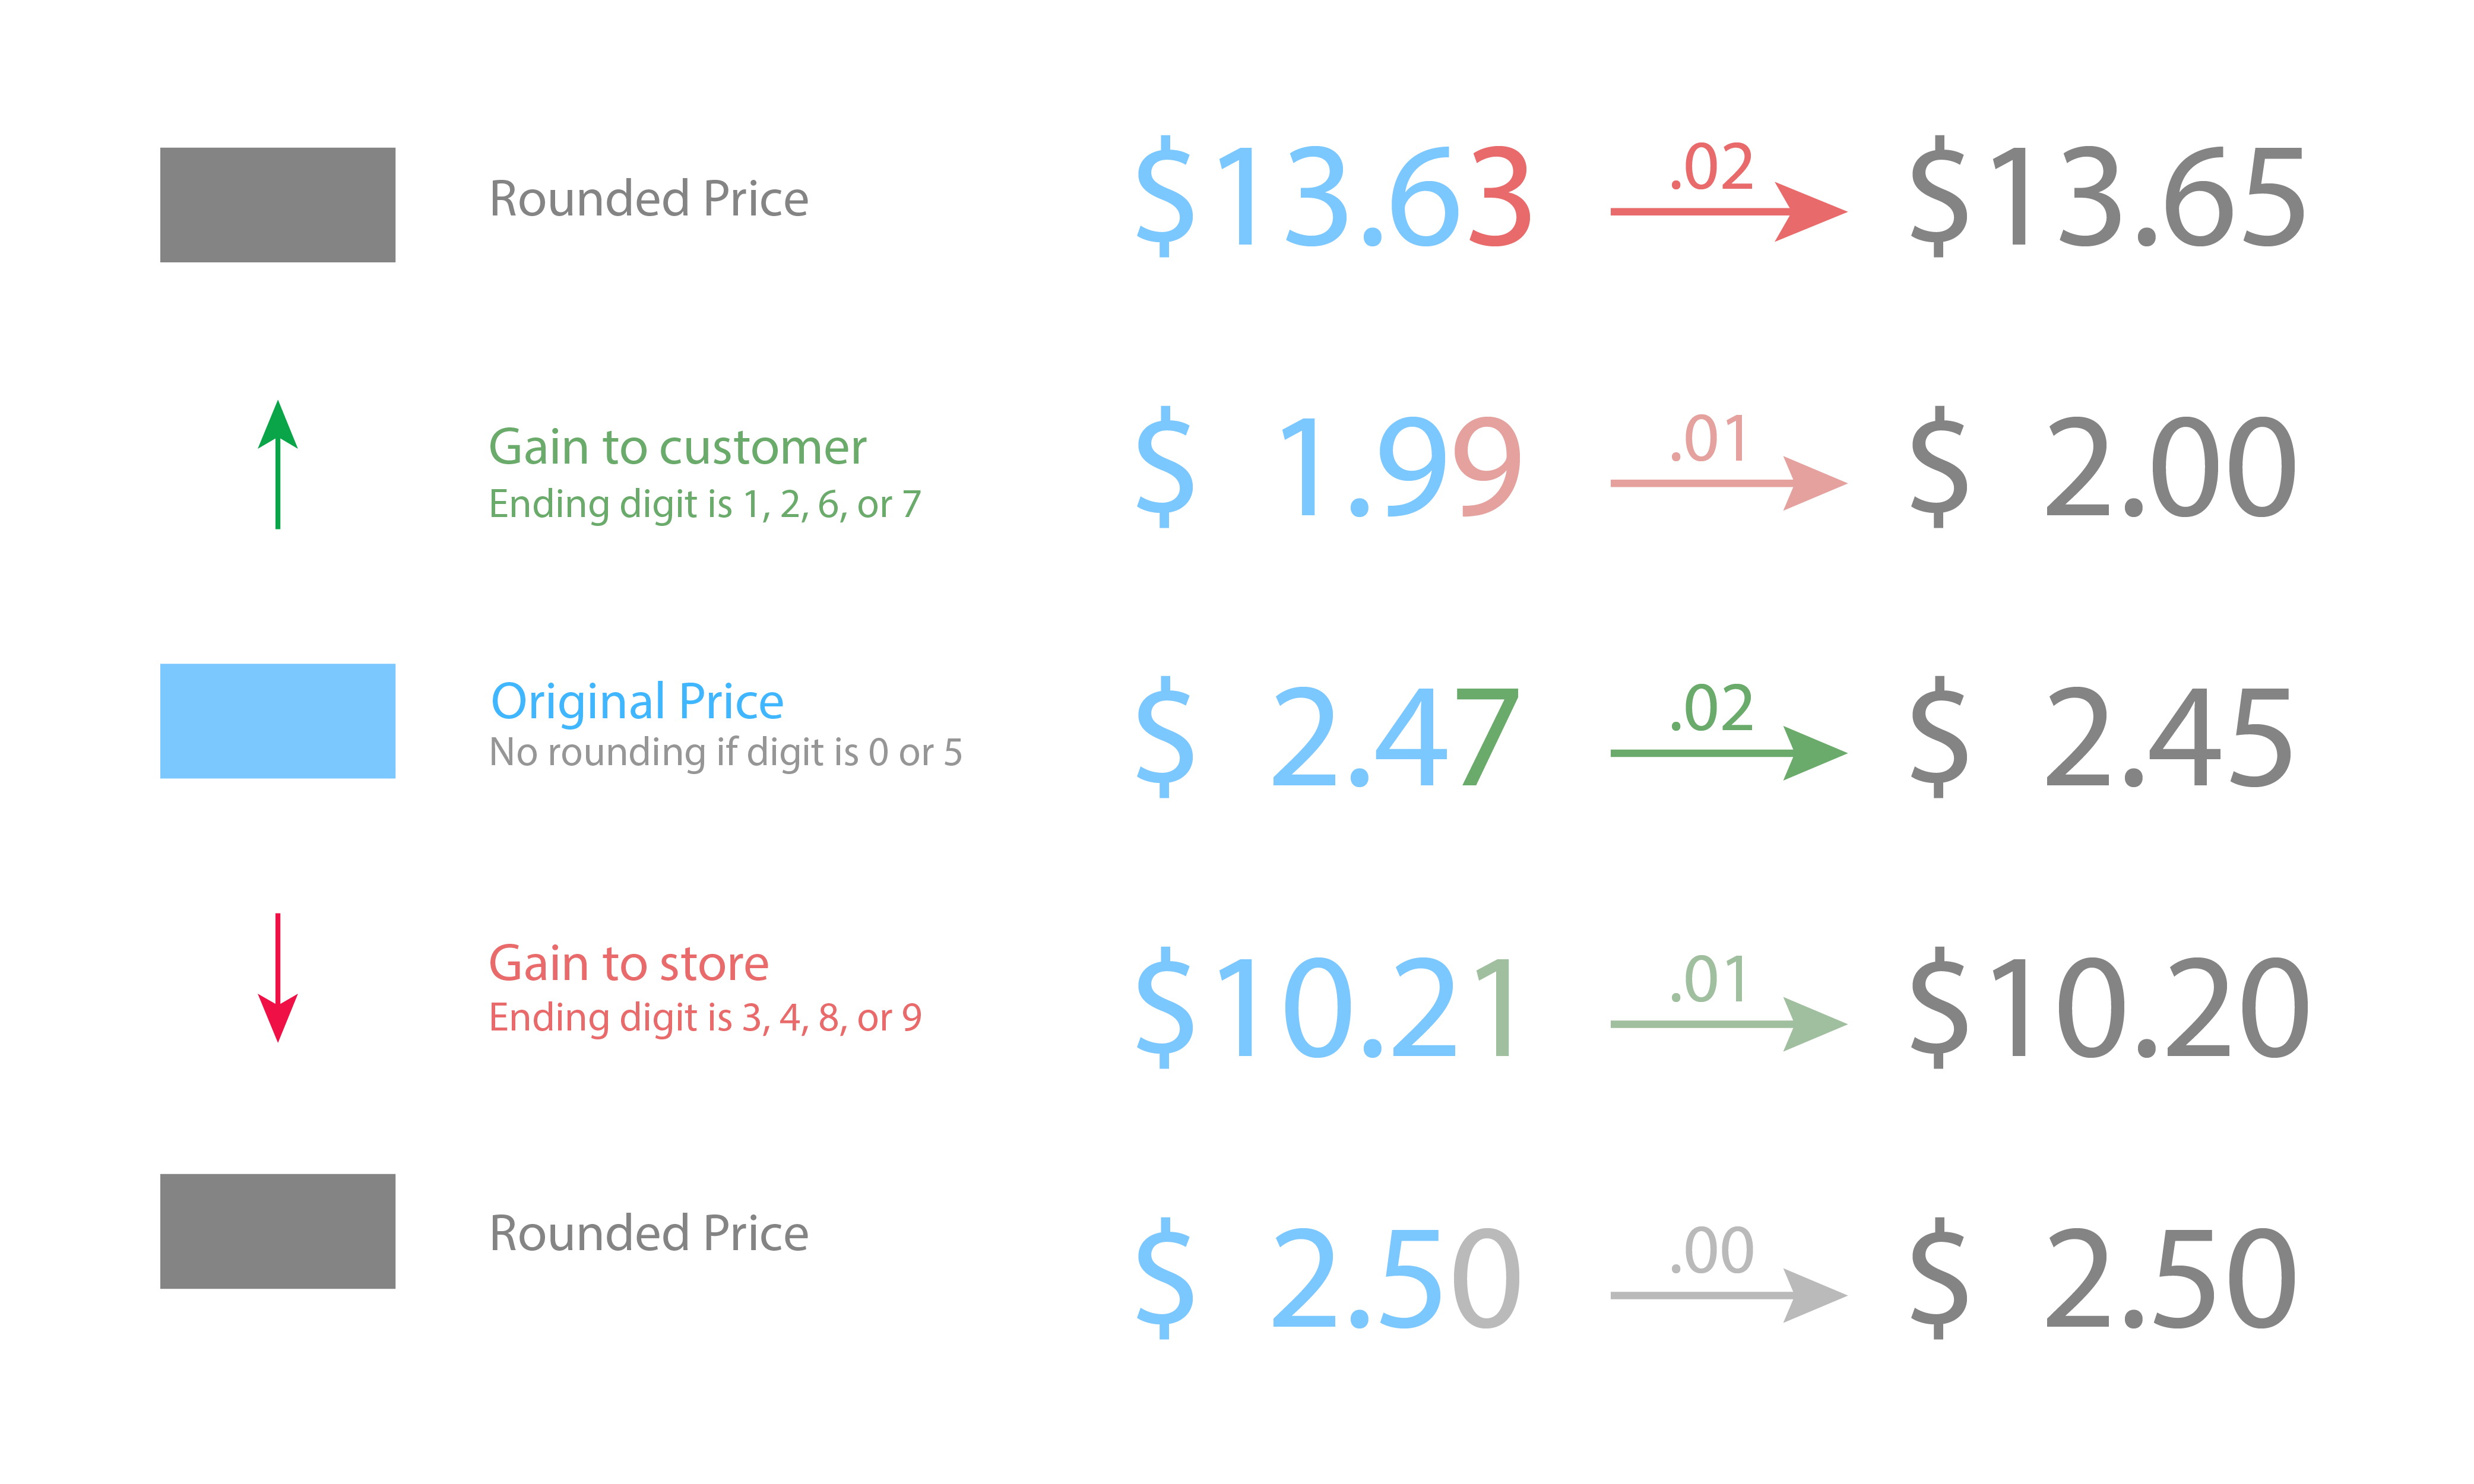 Rounded Price
Gain to customer
Ending digit is 1, 2, 6, or 7
Original Price
No rounding if digit is 0 or 5
Gain to store
Ending digit is 3, 4, 8, or 9
Rounded Price
$13.63 .02 $13.65
$ 1.99 .01 $ 2.00
$ 2.47 .02 $ 2.45
$10.21 .01 $10.20
$ 2.50 .00 $ 2.50